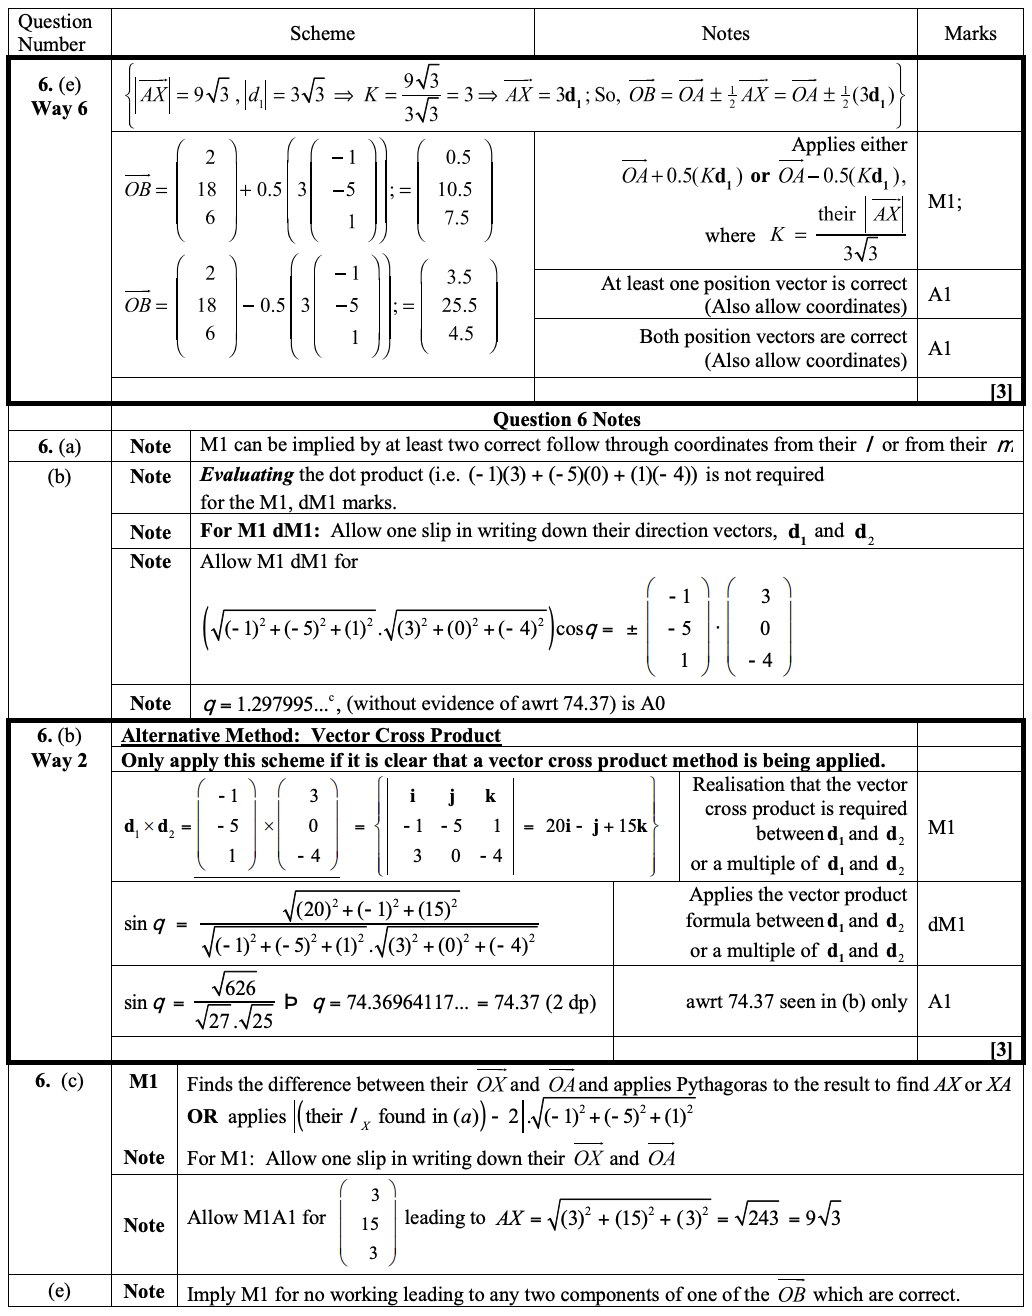 Question Number | Scheme | Notes | Marks
6. (e) Way 6 | { |AX→| = 9√3 , |d₁| = 3√3 ⇒ K = 9√3 / 3√3 = 3 ⇒ AX→ = 3d₁ ; So, OB→ = OA→ ± ½ AX→ = OA→ ± ½(3d₁) }
OB→ = (2, 18, 6) + 0.5 ( 3 (−1, −5, 1) ) ; = (0.5, 10.5, 7.5)
Applies either
OA→ + 0.5(Kd₁) or OA→ − 0.5(Kd₁),
where K = their |AX→| / 3√3
M1;
OB→ = (2, 18, 6) − 0.5 ( 3 (−1, −5, 1) ) ; = (3.5, 25.5, 4.5)
At least one position vector is correct
(Also allow coordinates)
A1
Both position vectors are correct
(Also allow coordinates)
A1
[3]
Question 6 Notes
6. (a) | Note | M1 can be implied by at least two correct follow through coordinates from their l or from their m
(b) | Note | Evaluating the dot product (i.e. (- 1)(3) + (- 5)(0) + (1)(- 4)) is not required
for the M1, dM1 marks.
Note | For M1 dM1: Allow one slip in writing down their direction vectors, d₁ and d₂
Note | Allow M1 dM1 for
(√((- 1)² + (- 5)² + (1)²) . √((3)² + (0)² + (- 4)²)) cos q = ± (- 1, - 5, 1) · (3, 0, - 4)
Note | q = 1.297995...ᶜ, (without evidence of awrt 74.37) is A0
6. (b) Way 2 | Alternative Method: Vector Cross Product
Only apply this scheme if it is clear that a vector cross product method is being applied.
d₁ × d₂ = (- 1, - 5, 1) × (3, 0, - 4) = { | i j k ; - 1 - 5 1 ; 3 0 - 4 | = 20i - j + 15k }
Realisation that the vector
cross product is required
between d₁ and d₂
or a multiple of d₁ and d₂
M1
sin q = √((20)² + (- 1)² + (15)²) / √((- 1)² + (- 5)² + (1)²) . √((3)² + (0)² + (- 4)²)
Applies the vector product
formula between d₁ and d₂
or a multiple of d₁ and d₂
dM1
sin q = √626 / √27 . √25 Þ q = 74.36964117... = 74.37 (2 dp)
awrt 74.37 seen in (b) only
A1
[3]
6. (c) | M1 | Finds the difference between their OX→ and OA→ and applies Pythagoras to the result to find AX or XA
OR applies |(their l_X found in (a)) - 2| . √((- 1)² + (- 5)² + (1)²)
Note | For M1: Allow one slip in writing down their OX→ and OA→
Note | Allow M1A1 for (3, 15, 3) leading to AX = √((3)² + (15)² + (3)²) = √243 = 9√3
(e) | Note | Imply M1 for no working leading to any two components of one of the OB→ which are correct.